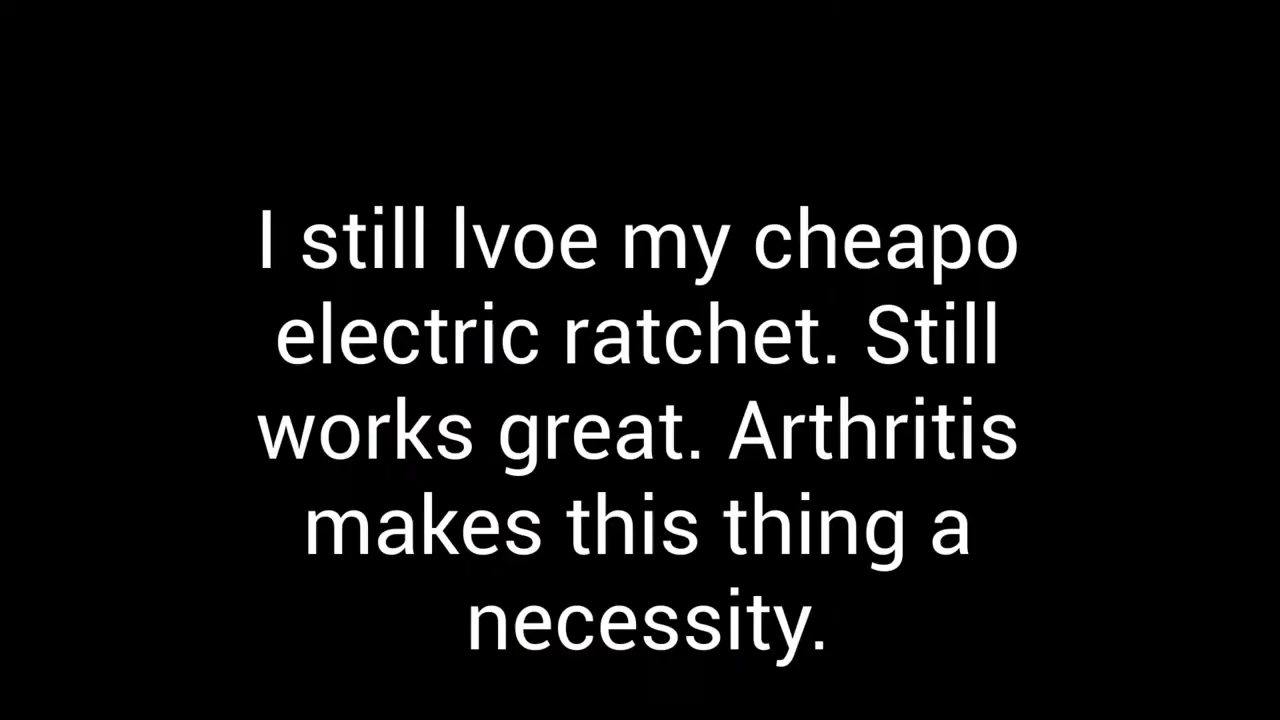 I still lvoe my cheapo
electric ratchet. Still
works great. Arthritis
makes this thing a
necessity.